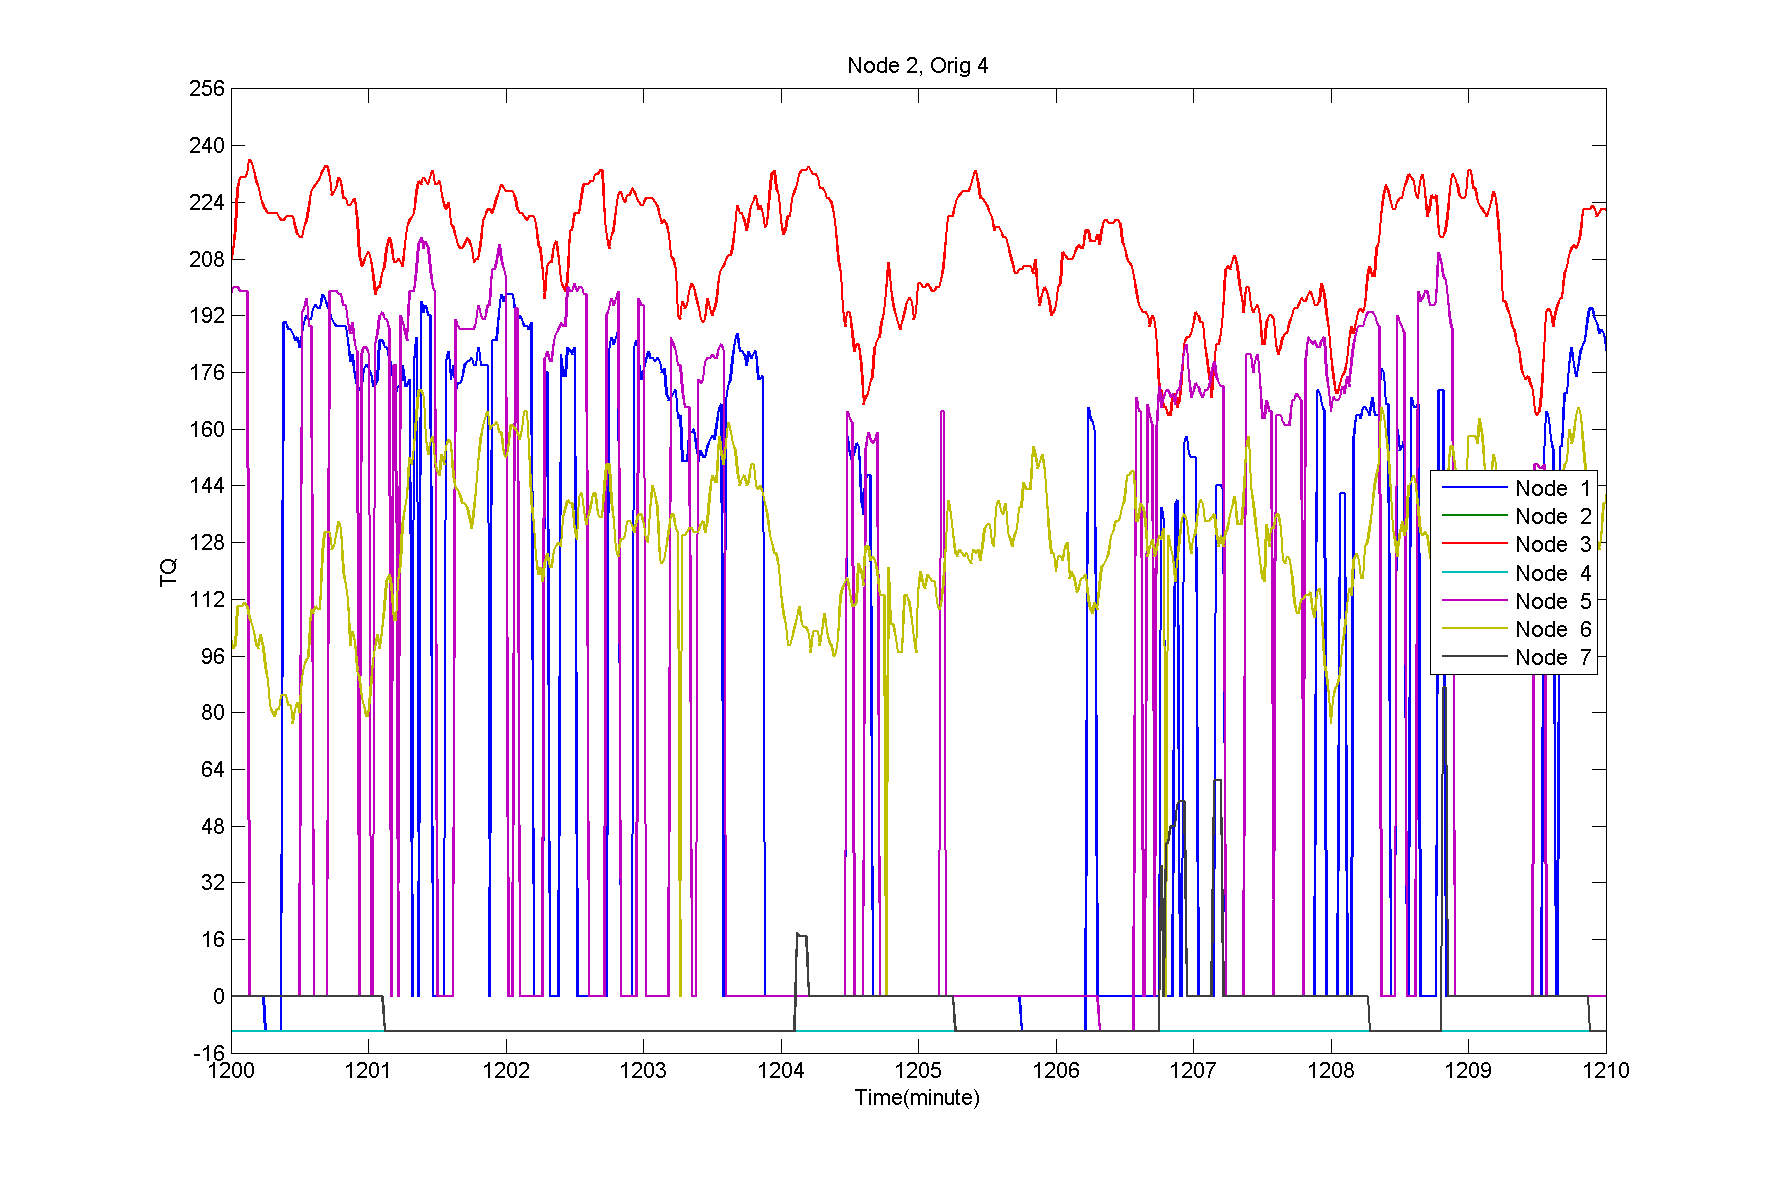 Node 2, Orig 4
256
240
224
208
192
176
160
144
128
112
96
80
64
48
32
16
0
-16
TQ
Node 1
Node 2
Node 3
Node 4
Node 5
Node 6
Node 7
1200 1201 1202 1203 1204 1205 1206 1207 1208 1209 1210
Time(minute)